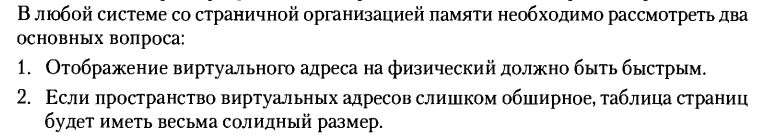 В любой системе со страничной организацией памяти необходимо рассмотреть два
основных вопроса:
1. Отображение виртуального адреса на физический должно быть быстрым.
2. Если пространство виртуальных адресов слишком обширное, таблица страниц
будет иметь весьма солидный размер.